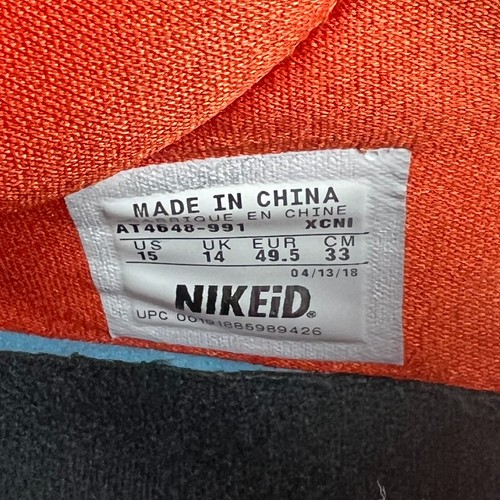 MADE IN CHINA
FABRIQUE EN CHINE
AT4648-991 XCNI
US UK EUR CM
15 14 49.5 33
04/13/18
NIKEiD®
UPC 00191885989426